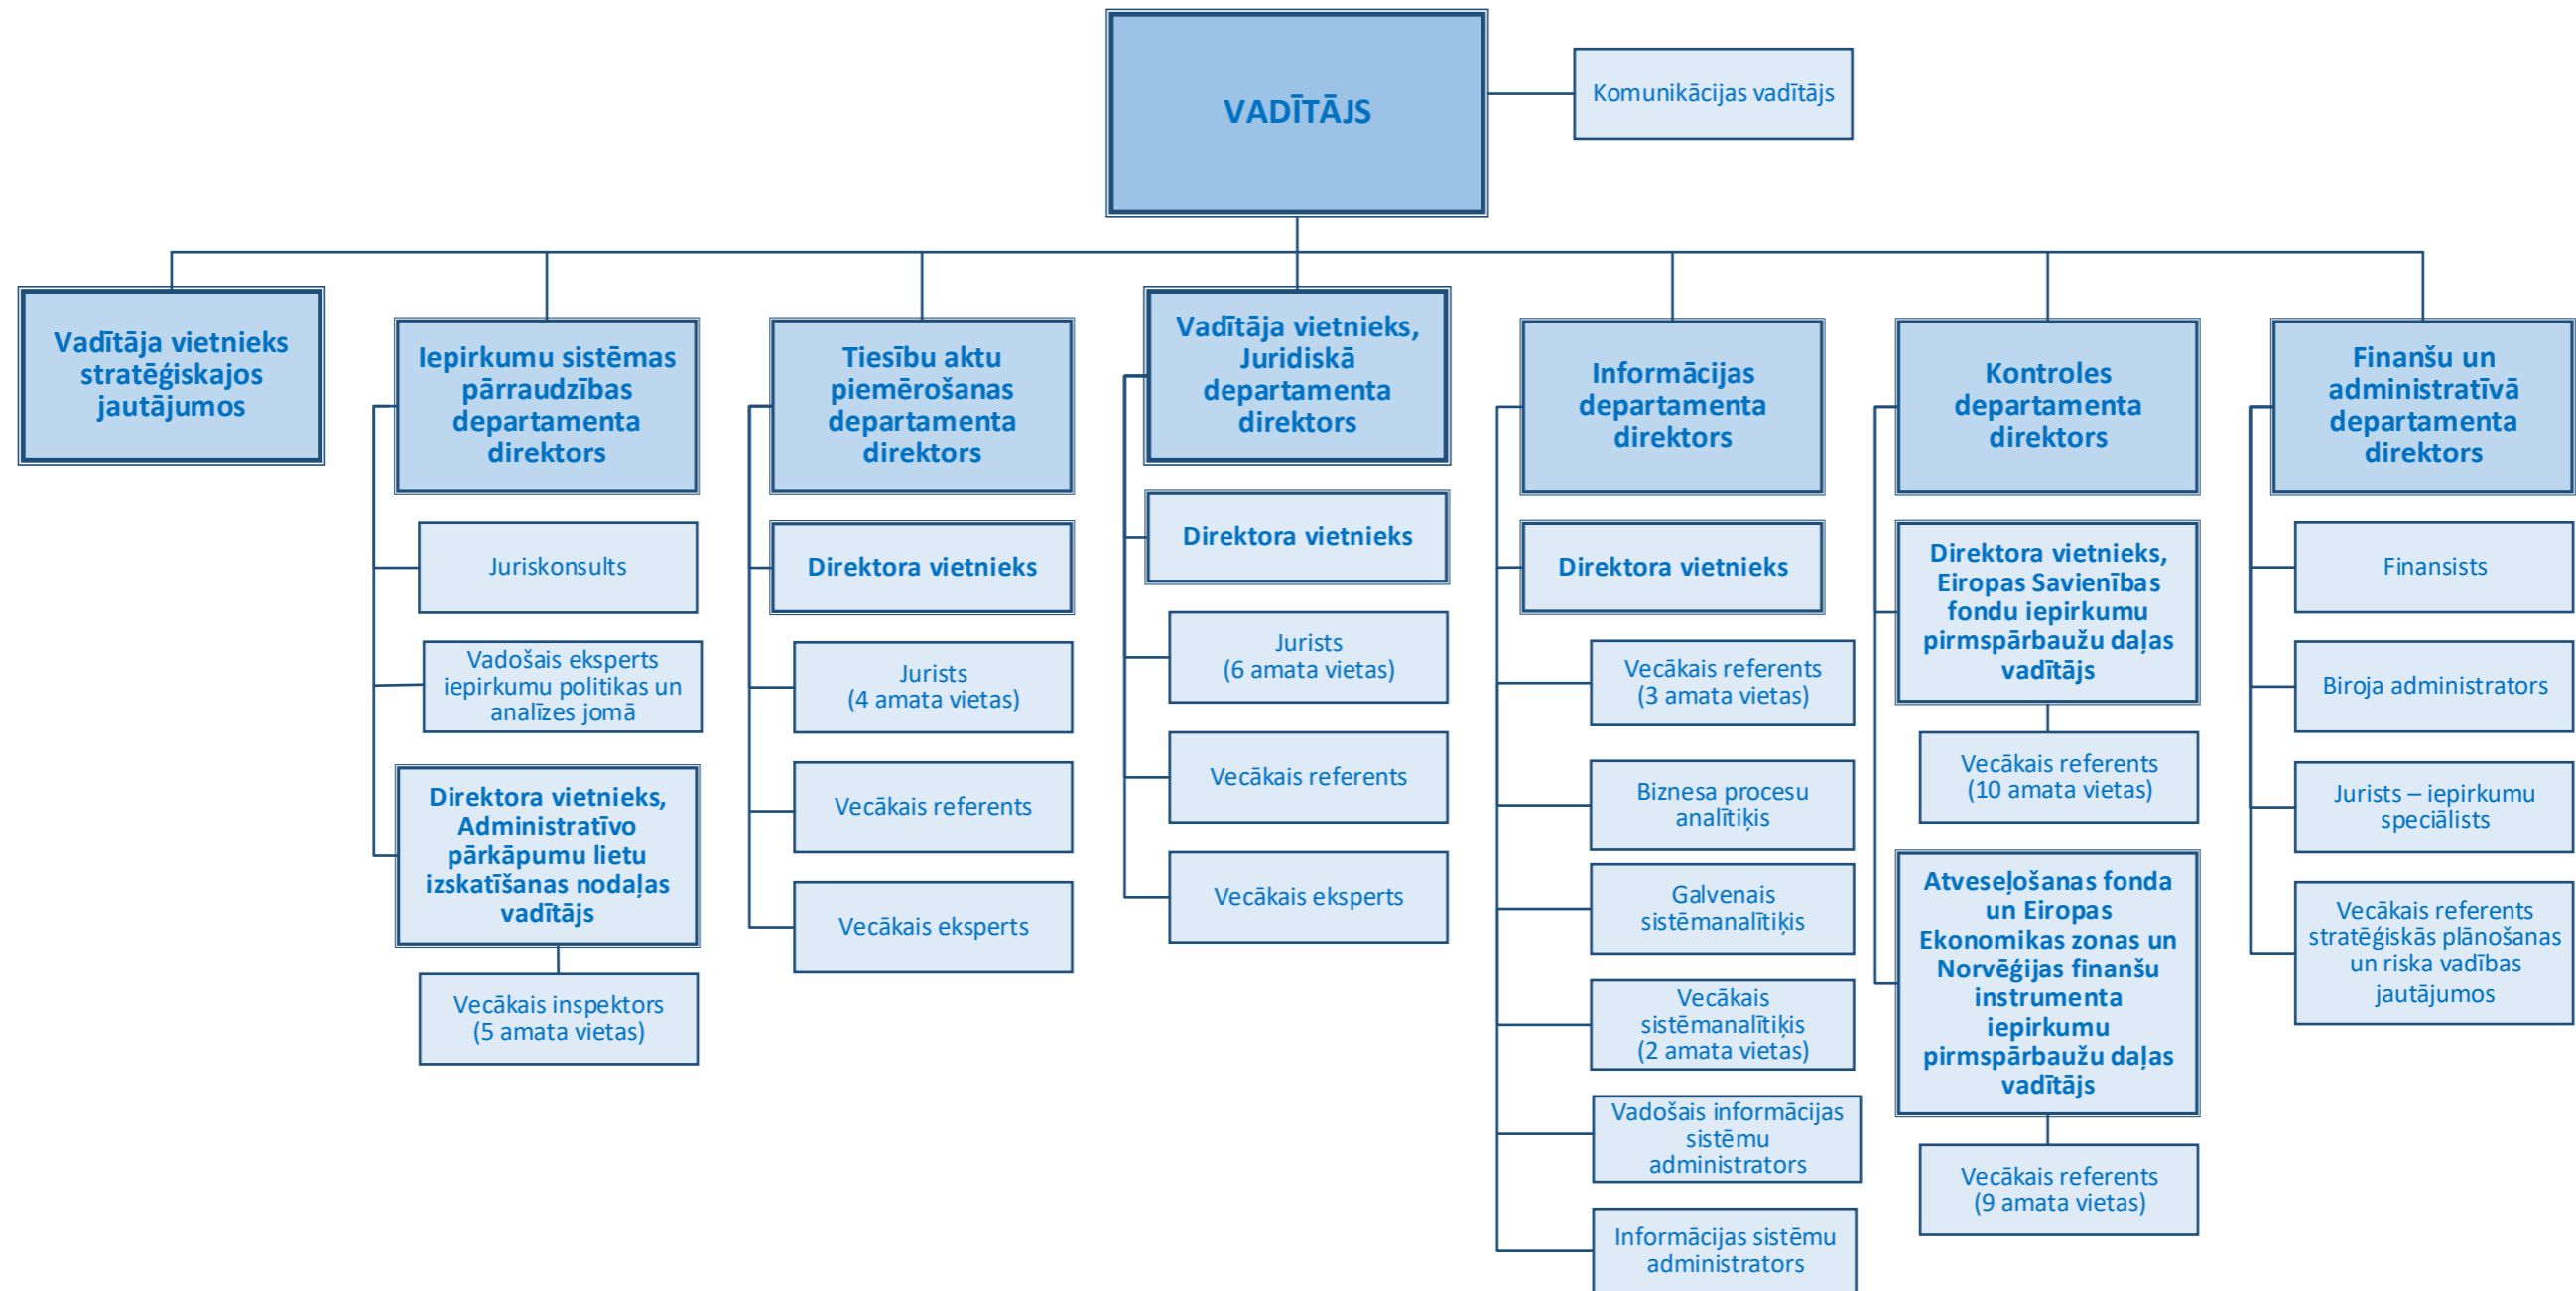 VADĪTĀJS
Komunikācijas vadītājs
Vadītāja vietnieks
stratēģiskajos
jautājumos
Iepirkumu sistēmas
pārraudzības
departamenta
direktors
Juriskonsults
Vadošais eksperts
iepirkumu politikas un
analīzes jomā
Direktora vietnieks,
Administratīvo
pārkāpumu lietu
izskatīšanas nodaļas
vadītājs
Vecākais inspektors
(5 amata vietas)
Tiesību aktu
piemērošanas
departamenta
direktors
Direktora vietnieks
Jurists
(4 amata vietas)
Vecākais referents
Vecākais eksperts
Vadītāja vietnieks,
Juridiskā
departamenta
direktors
Direktora vietnieks
Jurists
(6 amata vietas)
Vecākais referents
Vecākais eksperts
Informācijas
departamenta
direktors
Direktora vietnieks
Vecākais referents
(3 amata vietas)
Biznesa procesu
analītiķis
Galvenais
sistēmanalītiķis
Vecākais
sistēmanalītiķis
(2 amata vietas)
Vadošais informācijas
sistēmu
administrators
Informācijas sistēmu
administrators
Kontroles
departamenta
direktors
Direktora vietnieks,
Eiropas Savienības
fondu iepirkumu
pirmspārbaužu daļas
vadītājs
Vecākais referents
(10 amata vietas)
Atveseļošanas fonda
un Eiropas
Ekonomikas zonas un
Norvēģijas finanšu
instrumenta
iepirkumu
pirmspārbaužu daļas
vadītājs
Vecākais referents
(9 amata vietas)
Finanšu un
administratīvā
departamenta
direktors
Finansists
Biroja administrators
Jurists – iepirkumu
speciālists
Vecākais referents
stratēģiskās plānošanas
un riska vadības
jautājumos